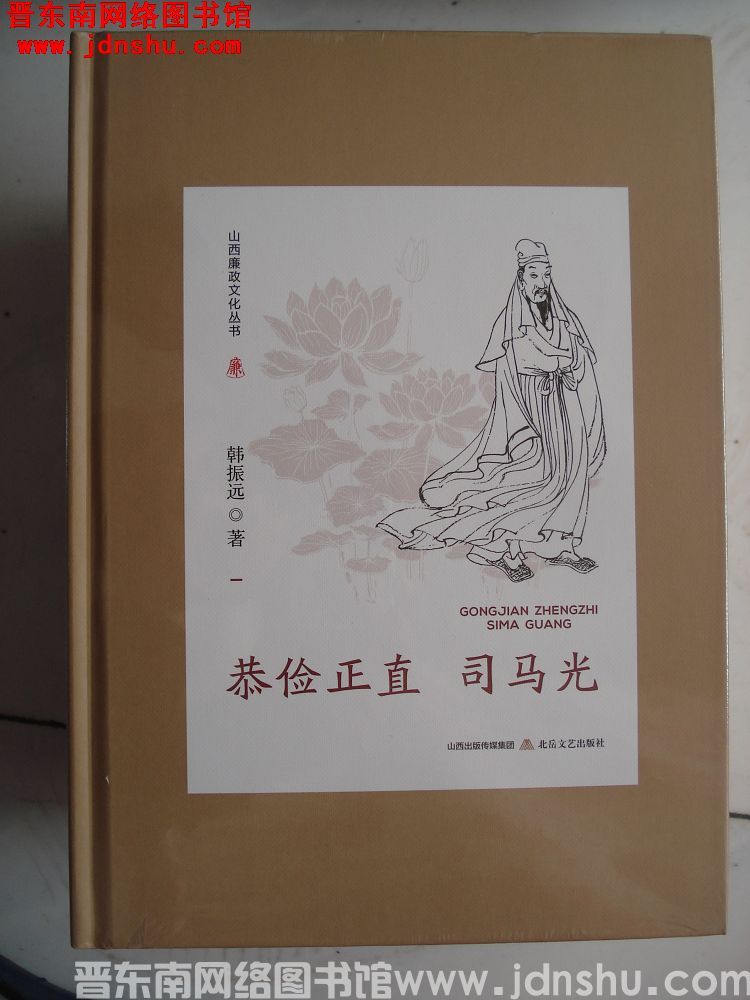 晋东南网络图书馆
www.jdnshu.com
山西廉政文化丛书
廉
韩振远◎著
GONGJIAN ZHENGZHI
SIMA GUANG
恭俭正直 司马光
山西出版传媒集团 北岳文艺出版社
晋东南网络图书馆www.jdnshu.com